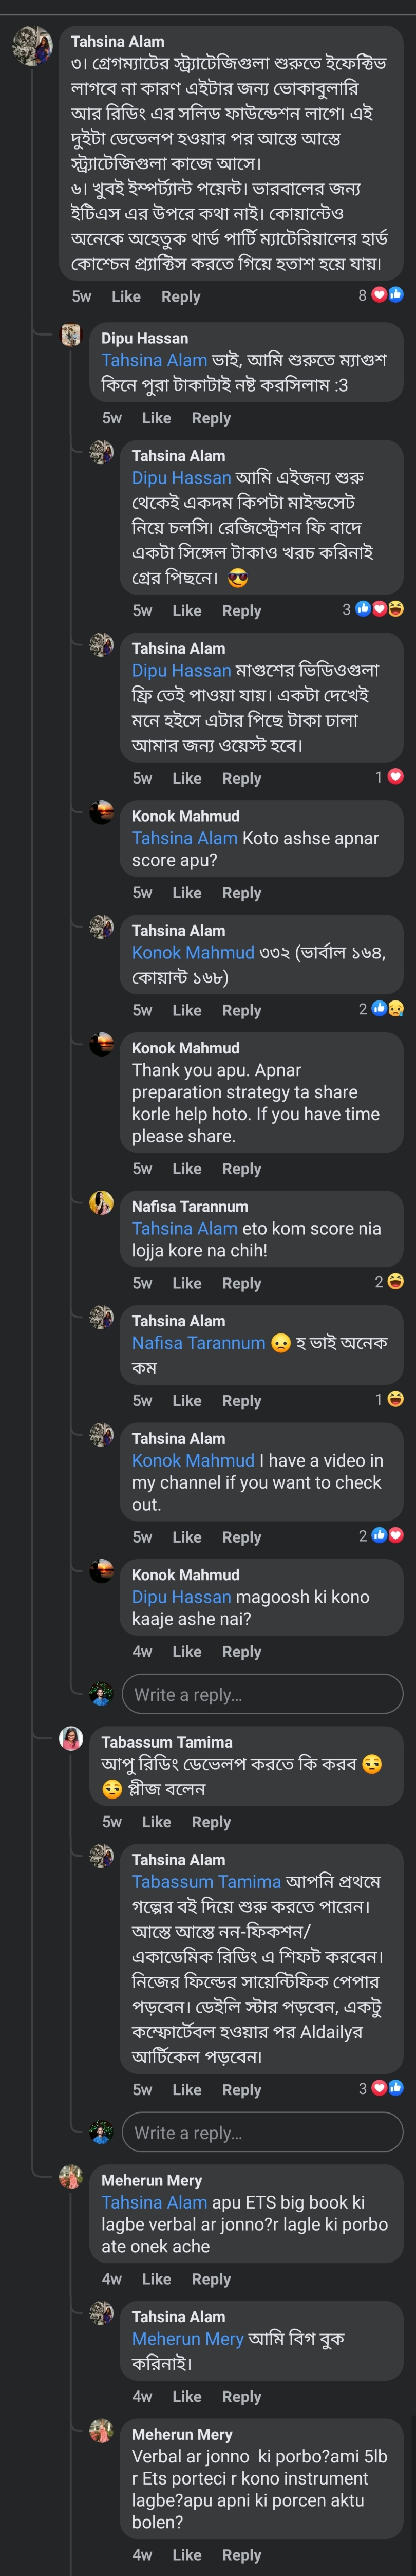 Tahsina Alam
৩। গ্রেগম্যাটের স্ট্র্যাটেজিগুলা শুরুতে ইফেক্টিভ
লাগবে না কারণ এইটার জন্য ভোকাবুলারি
আর রিডিং এর সলিড ফাউন্ডেশন লাগে। এই
দুইটা ডেভেলপ হওয়ার পর আস্তে আস্তে
স্ট্র্যাটেজিগুলা কাজে আসে।
৬। খুবই ইম্পর্ট্যান্ট পয়েন্ট। ভারবালের জন্য
ইটিএস এর উপরে কথা নাই। কোয়ান্টেও
অনেকে অহেতুক থার্ড পার্টি ম্যাটেরিয়ালের হার্ড
কোশ্চেন প্র্যাক্টিস করতে গিয়ে হতাশ হয়ে যায়।
5w Like Reply 8
Dipu Hassan
Tahsina Alam ভাই, আমি শুরুতে ম্যাগুশ
কিনে পুরা টাকাটাই নষ্ট করসিলাম :3
5w Like Reply
Tahsina Alam
Dipu Hassan আমি এইজন্য শুরু
থেকেই একদম কিপটা মাইন্ডসেট
নিয়ে চলসি। রেজিস্ট্রেশন ফি বাদে
একটা সিঙ্গেল টাকাও খরচ করিনাই
গ্রের পিছনে। 😎
5w Like Reply 3
Tahsina Alam
Dipu Hassan মাগুশের ভিডিওগুলা
ফ্রি তেই পাওয়া যায়। একটা দেখেই
মনে হইসে এটার পিছে টাকা ঢালা
আমার জন্য ওয়েস্ট হবে।
5w Like Reply 1
Konok Mahmud
Tahsina Alam Koto ashse apnar
score apu?
5w Like Reply
Tahsina Alam
Konok Mahmud ৩৩২ (ভার্বাল ১৬৪,
কোয়ান্ট ১৬৮)
5w Like Reply 2
Konok Mahmud
Thank you apu. Apnar
preparation strategy ta share
korle help hoto. If you have time
please share.
5w Like Reply
Nafisa Tarannum
Tahsina Alam eto kom score nia
lojja kore na chih!
5w Like Reply 2
Tahsina Alam
Nafisa Tarannum 😞 হ ভাই অনেক
কম
5w Like Reply 1
Tahsina Alam
Konok Mahmud I have a video in
my channel if you want to check
out.
5w Like Reply 2
Konok Mahmud
Dipu Hassan magoosh ki kono
kaaje ashe nai?
4w Like Reply
Write a reply...
Tabassum Tamima
আপু রিডিং ডেভেলপ করতে কি করব 😒
😒 প্লীজ বলেন
5w Like Reply
Tahsina Alam
Tabassum Tamima আপনি প্রথমে
গল্পের বই দিয়ে শুরু করতে পারেন।
আস্তে আস্তে নন-ফিকশন/
একাডেমিক রিডিং এ শিফট করবেন।
নিজের ফিল্ডের সায়েন্টিফিক পেপার
পড়বেন। ডেইলি স্টার পড়বেন, একটু
কম্ফোর্টেবল হওয়ার পর Aldailyর
আর্টিকেল পড়বেন।
5w Like Reply 3
Write a reply...
Meherun Mery
Tahsina Alam apu ETS big book ki
lagbe verbal ar jonno?r lagle ki porbo
ate onek ache
4w Like Reply
Tahsina Alam
Meherun Mery আমি বিগ বুক
করিনাই।
4w Like Reply
Meherun Mery
Verbal ar jonno ki porbo?ami 5lb
r Ets porteci r kono instrument
lagbe?apu apni ki porcen aktu
bolen?
4w Like Reply